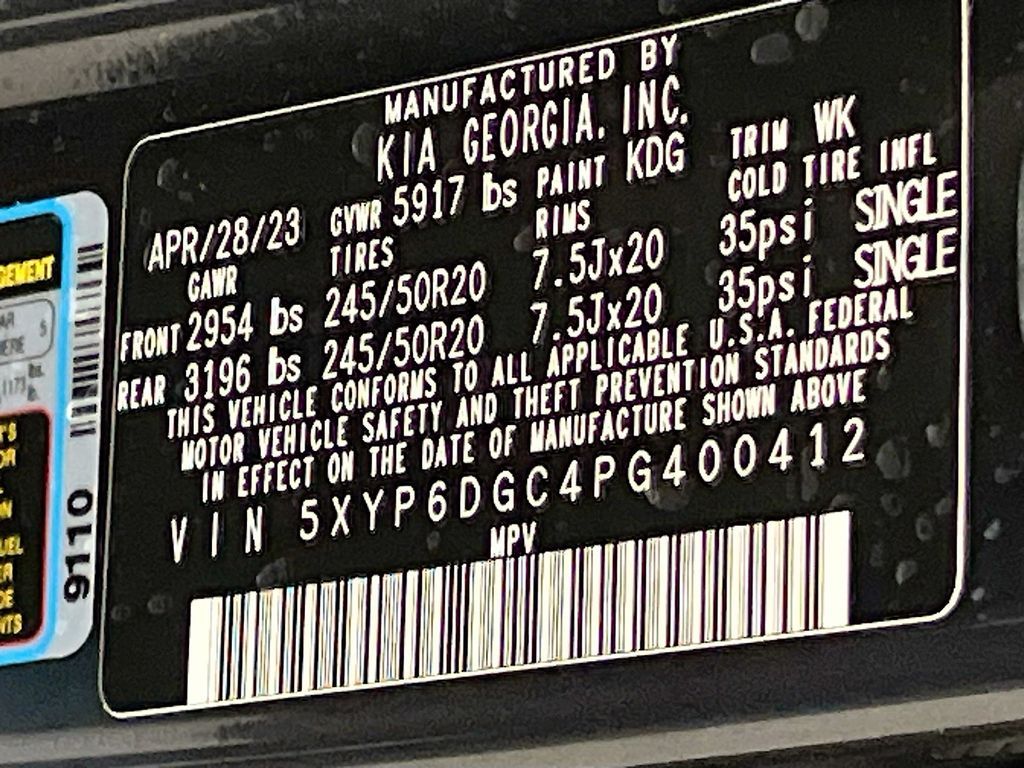 MANUFACTURED BY
KIA GEORGIA. INC.
APR/28/23 GVWR 5917 lbs PAINT KDG TRIM WK
GAWR TIRES RIMS COLD TIRE INFL
FRONT 2954 lbs 245/50R20 7.5Jx20 35psi SINGLE
REAR 3196 lbs 245/50R20 7.5Jx20 35psi SINGLE
THIS VEHICLE CONFORMS TO ALL APPLICABLE U.S.A. FEDERAL
MOTOR VEHICLE SAFETY AND THEFT PREVENTION STANDARDS
IN EFFECT ON THE DATE OF MANUFACTURE SHOWN ABOVE
VIN 5XYP6DGC4PG400412
MPV
9110